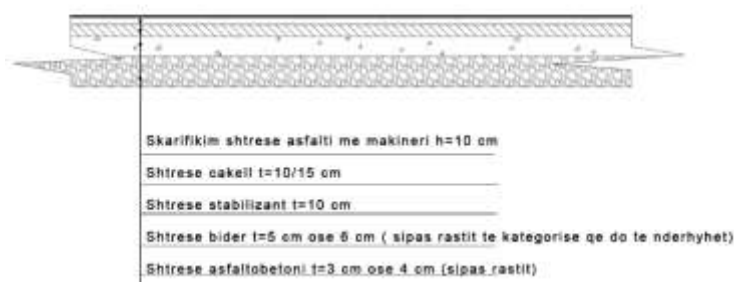 Skarifikim shtrese asfalti me makineri h=10 cm
Shtrese cakell t=10/15 cm
Shtrese stabilizant t=10 cm
Shtrese bider t=5 cm ose 6 cm ( sipas rastit te kategorise qe do te nderhyhet)
Shtrese asfaltobetoni t=3 cm ose 4 cm (sipas rastit)